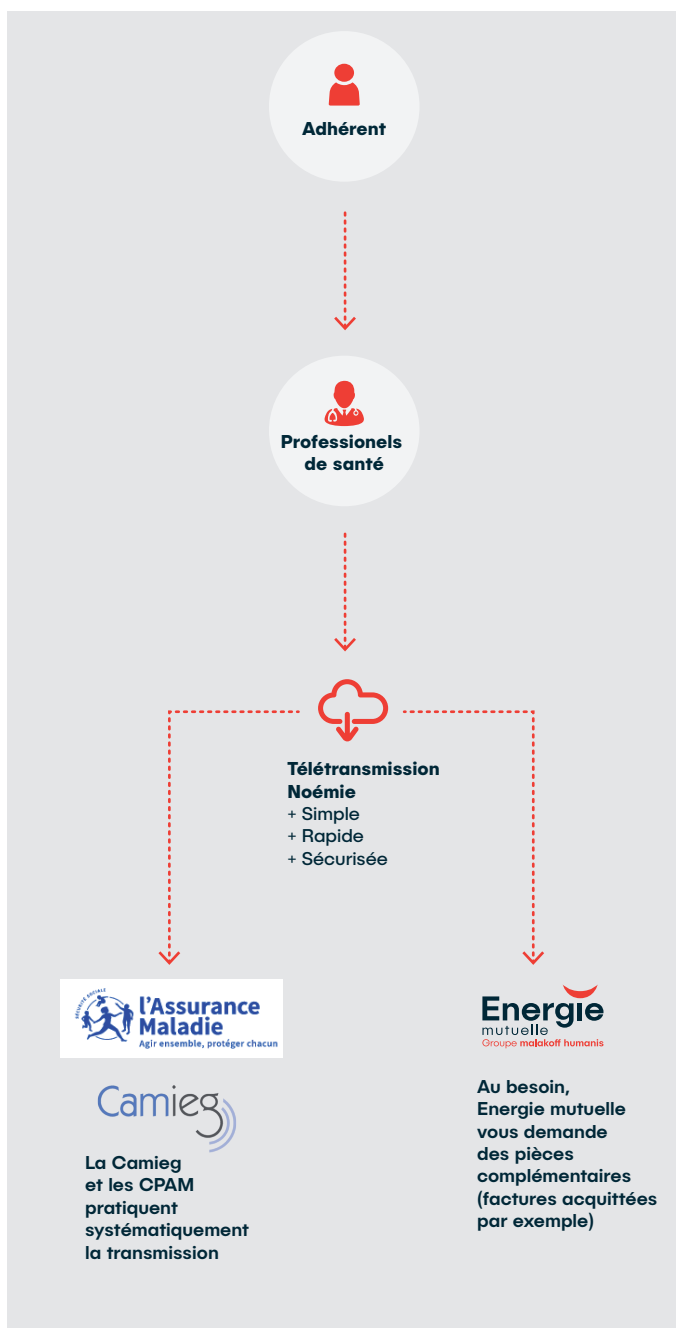 Adhérent
Professionels
de santé
Télétransmission
Noémie
+ Simple
+ Rapide
+ Sécurisée
SÉCURITÉ SOCIALE
l'Assurance
Maladie
Agir ensemble, protéger chacun
Camieg
La Camieg
et les CPAM
pratiquent
systématiquement
la transmission
Energie
mutuelle
Groupe malakoff humanis
Au besoin,
Energie mutuelle
vous demande
des pièces
complémentaires
(factures acquittées
par exemple)